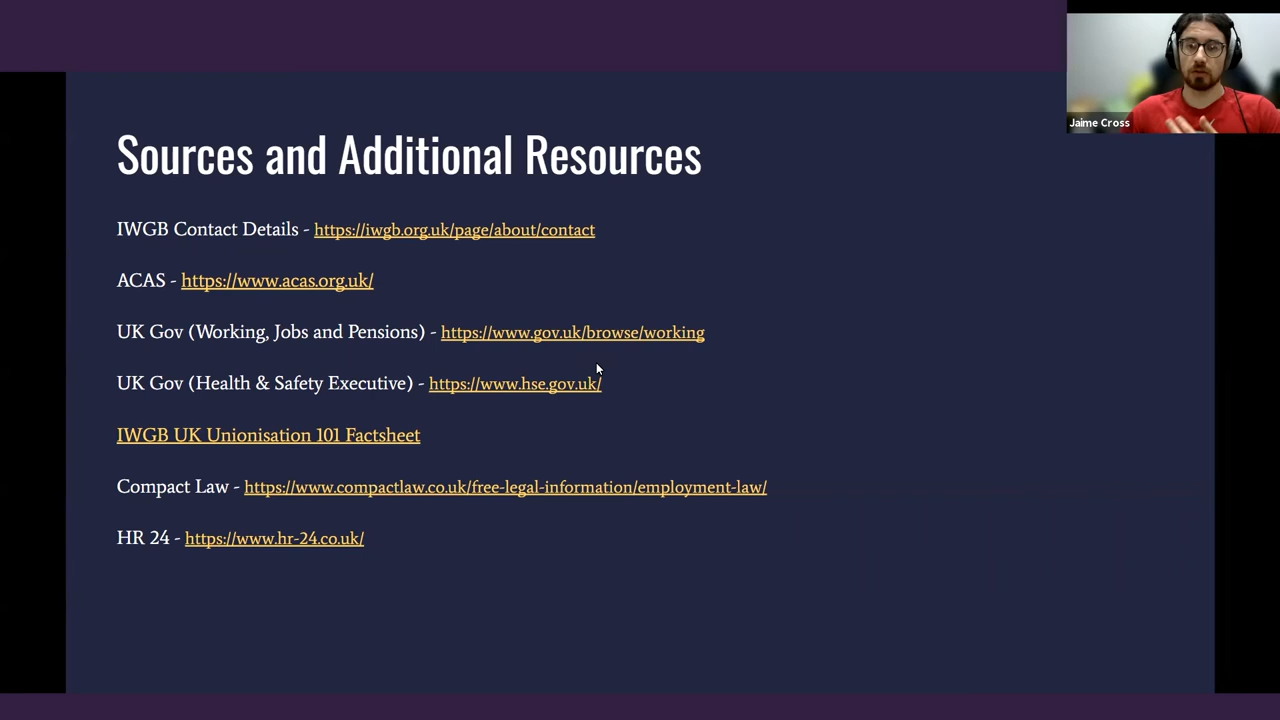 Jaime Cross
Sources and Additional Resources
IWGB Contact Details - https://iwgb.org.uk/page/about/contact
ACAS - https://www.acas.org.uk/
UK Gov (Working, Jobs and Pensions) - https://www.gov.uk/browse/working
UK Gov (Health & Safety Executive) - https://www.hse.gov.uk/
IWGB UK Unionisation 101 Factsheet
Compact Law - https://www.compactlaw.co.uk/free-legal-information/employment-law/
HR 24 - https://www.hr-24.co.uk/